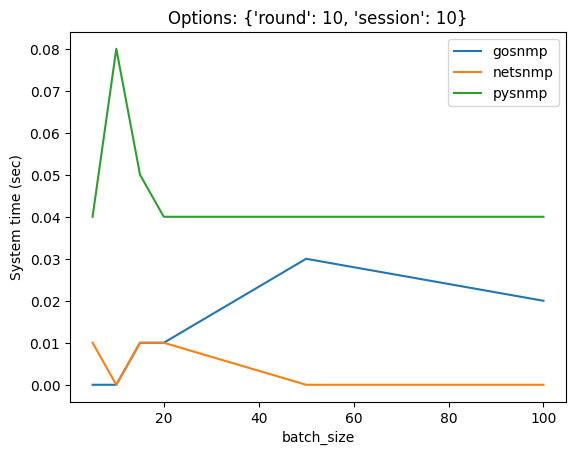 Options: {'round': 10, 'session': 10}
gosnmp
netsnmp
pysnmp
System time (sec)
0.08
0.07
0.06
0.05
0.04
0.03
0.02
0.01
0.00
20 40 60 80 100
batch_size